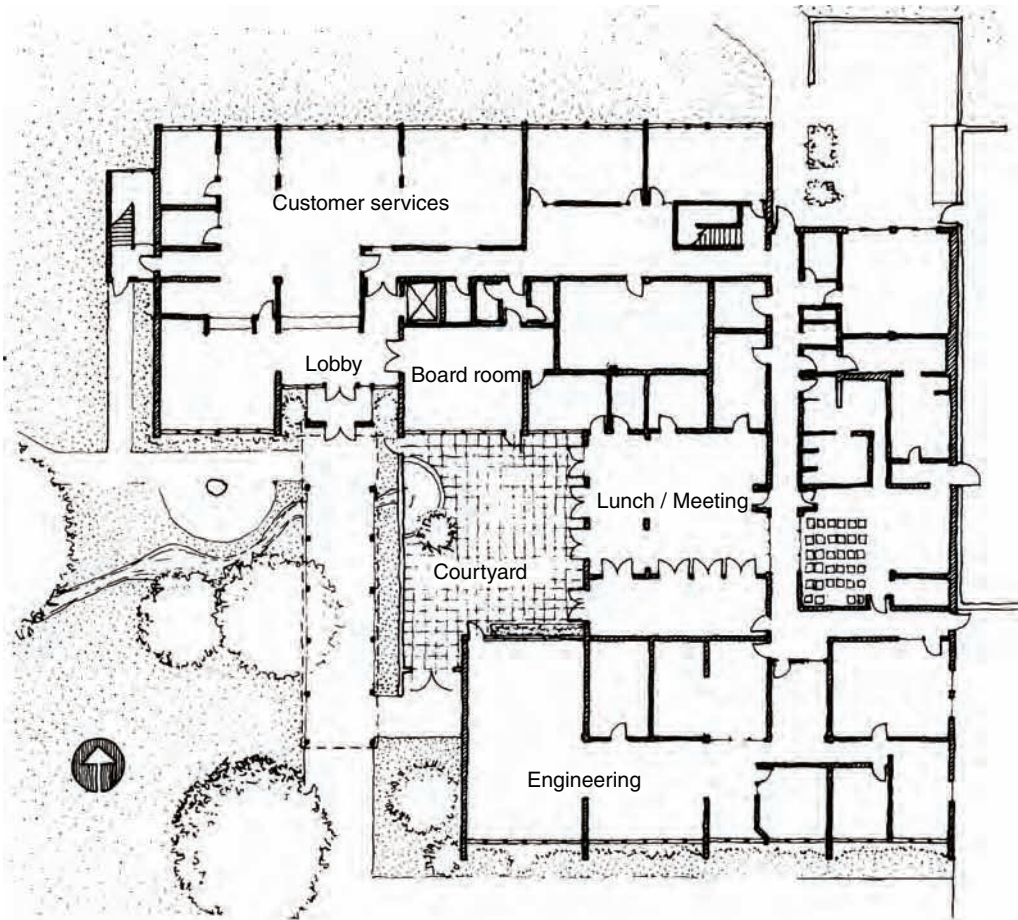 Customer services
Lobby
Board room
Lunch / Meeting
Courtyard
Engineering